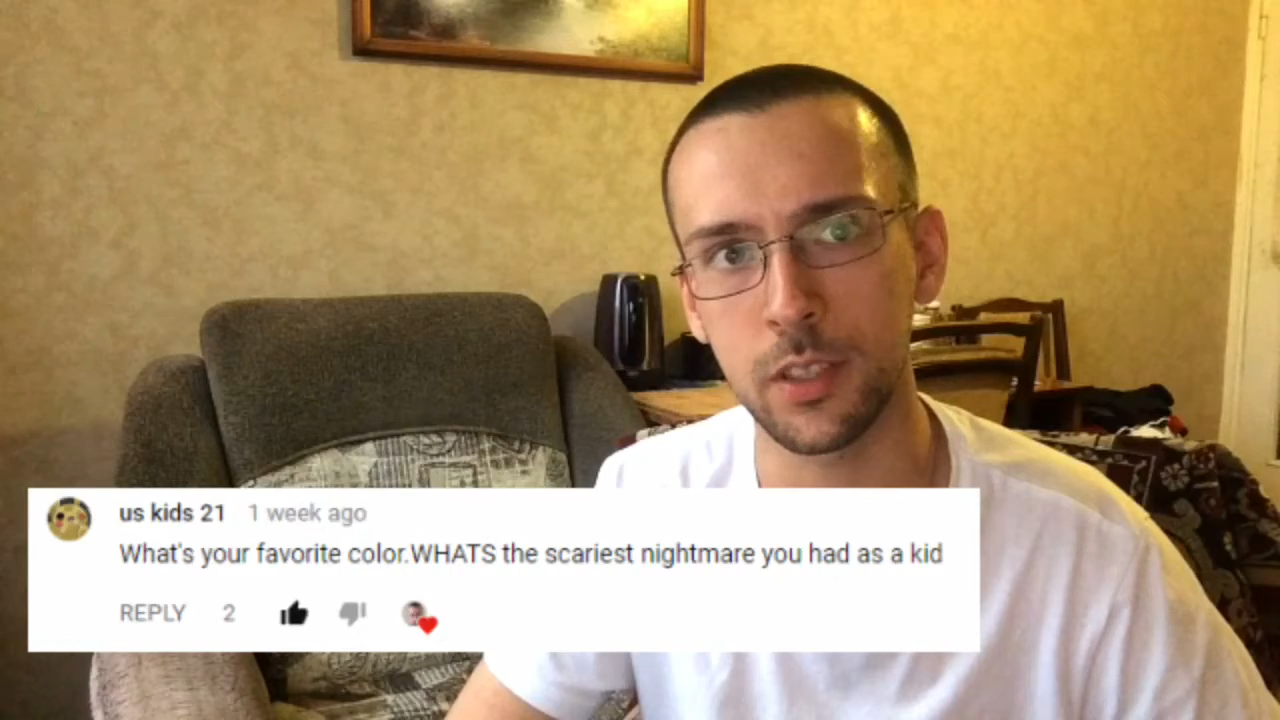 us kids 21 1 week ago
What's your favorite color.WHATS the scariest nightmare you had as a kid
REPLY 2